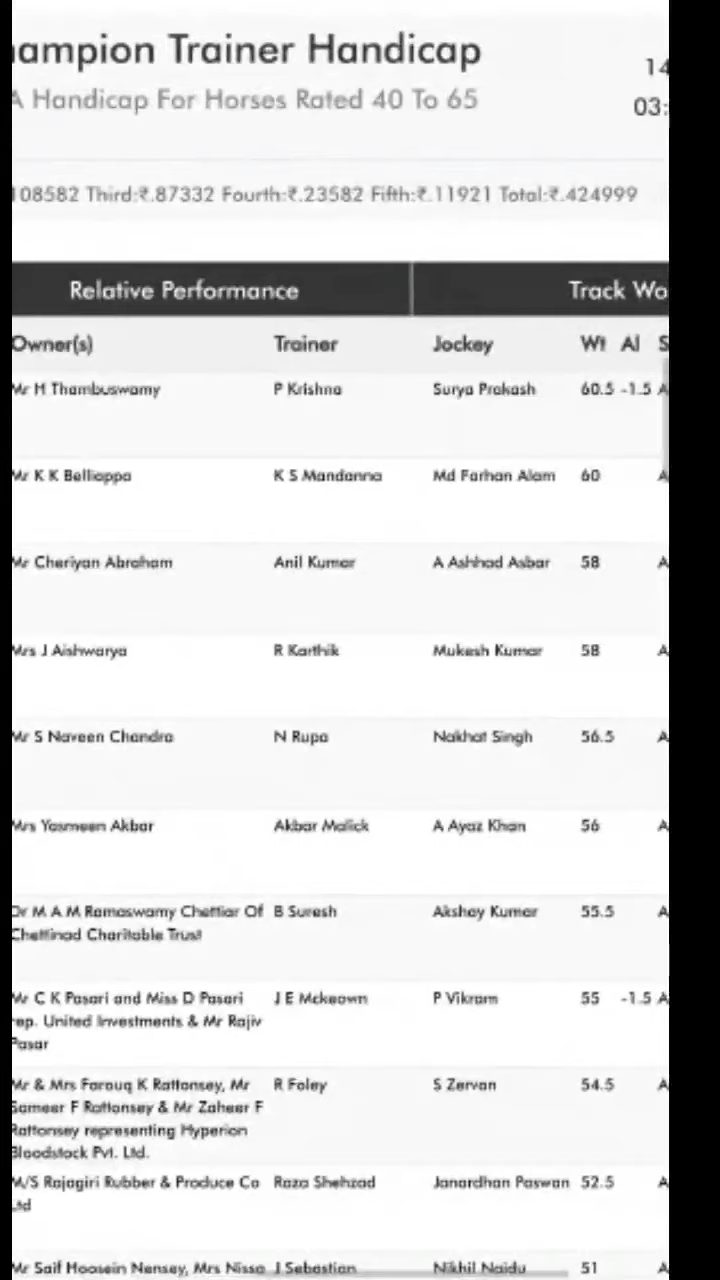 ampion Trainer Handicap
14
A Handicap For Horses Rated 40 To 65
03:
108582 Third:₹.87332 Fourth:₹.23582 Fifth:₹.11921 Total:₹.424999
Relative Performance Track Wo
Owner(s) Trainer Jockey Wt Al S
Mr H Thambuswamy P Krishna Surya Prakash 60.5 -1.5 A
Mr K K Belliappa K S Mandanna Md Farhan Alam 60 A
Mr Cheriyan Abraham Anil Kumar A Ashhad Asbar 58 A
Mrs J Aishwarya R Karthik Mukesh Kumar 58 A
Mr S Naveen Chandra N Rupa Nakhat Singh 56.5 A
Mrs Yasmeen Akbar Akbar Malick A Ayaz Khan 56 A
Dr M A M Ramaswamy Chettiar Of B Suresh Akshay Kumar 55.5 A
Chettinad Charitable Trust
Mr C K Pasari and Miss D Pasari J E Mckeown P Vikram 55 -1.5 A
rep. United Investments & Mr Rajiv
Pasar
Mr & Mrs Farouq K Rattonsey, Mr R Foley S Zervan 54.5 A
Sameer F Rattonsey & Mr Zaheer F
Rattonsey representing Hyperion
Bloodstock Pvt. Ltd.
M/S Rajagiri Rubber & Produce Co Raza Shehzad Janardhan Paswan 52.5 A
Ltd
Mr Saif Hoosein Nensey, Mrs Nissa J Sebastian Nikhil Naidu 51 A